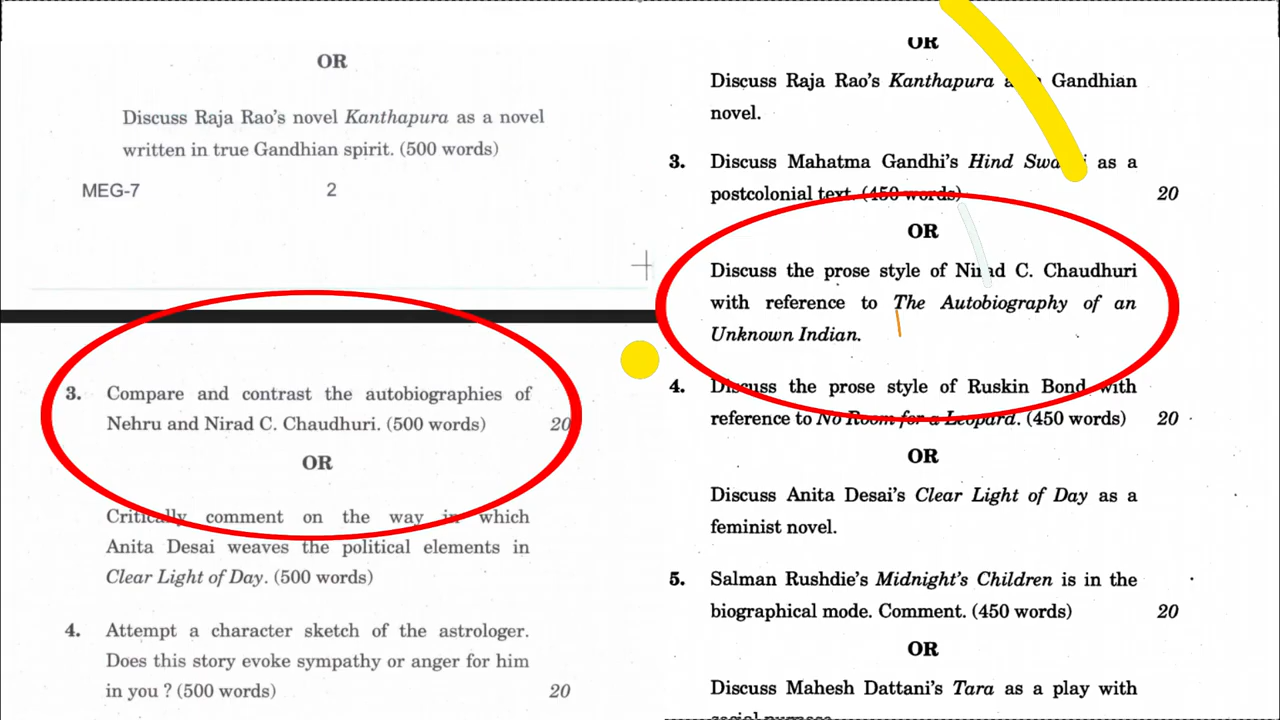 OR
Discuss Raja Rao's novel Kanthapura as a novel
written in true Gandhian spirit. (500 words)
MEG-7 2
3. Compare and contrast the autobiographies of
Nehru and Nirad C. Chaudhuri. (500 words) 20
OR
Critically comment on the way in which
Anita Desai weaves the political elements in
Clear Light of Day. (500 words)
4. Attempt a character sketch of the astrologer.
Does this story evoke sympathy or anger for him
in you ? (500 words) 20
OR
Discuss Raja Rao's Kanthapura a Gandhian
novel.
3. Discuss Mahatma Gandhi's Hind as a
postcolonial text. (450 words) 20
OR
Discuss the prose style of Nirad C. Chaudhuri
with reference to The Autobiography of an
Unknown Indian.
4. Discuss the prose style of Ruskin Bond with
reference to No Room for a Leopard. (450 words) 20
OR
Discuss Anita Desai's Clear Light of Day as a
feminist novel.
5. Salman Rushdie's Midnight's Children is in the
biographical mode. Comment. (450 words) 20
OR
Discuss Mahesh Dattani's Tara as a play with